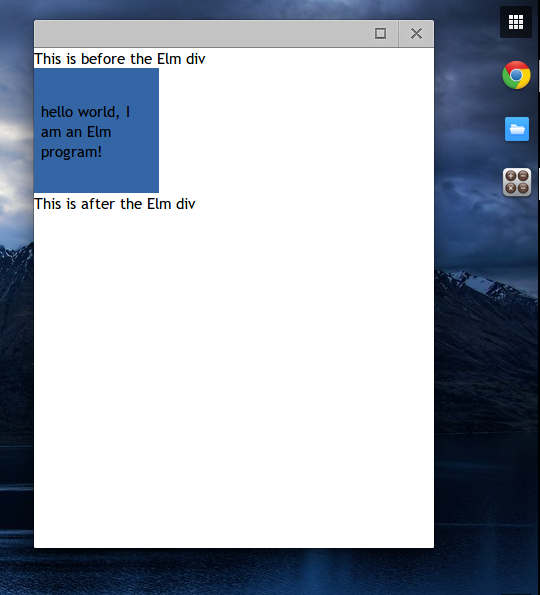 This is before the Elm div
hello world, I
am an Elm
program!
This is after the Elm div